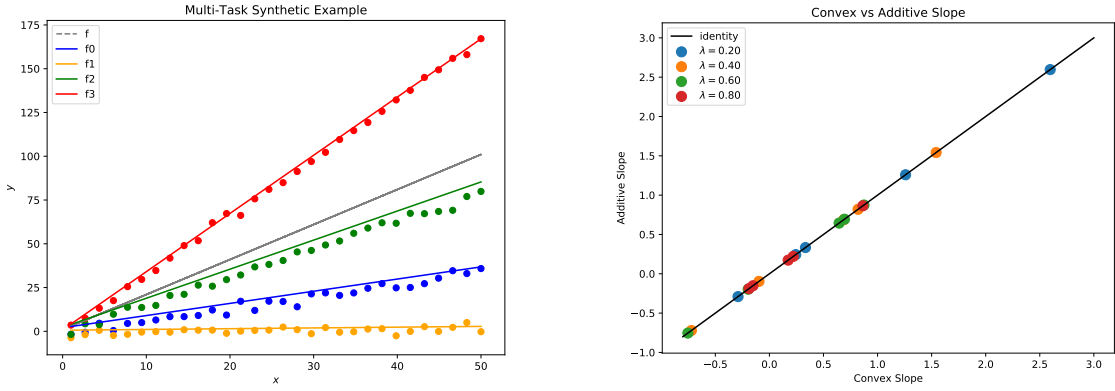 Multi-Task Synthetic Example
175
150
125
100
75
50
25
0
y
f
f0
f1
f2
f3
0
10
20
30
40
50
x
Convex vs Additive Slope
3.0
2.5
2.0
1.5
1.0
0.5
0.0
−0.5
−1.0
Additive Slope
identity
λ = 0.20
λ = 0.40
λ = 0.60
λ = 0.80
−0.5
0.0
0.5
1.0
1.5
2.0
2.5
3.0
Convex Slope